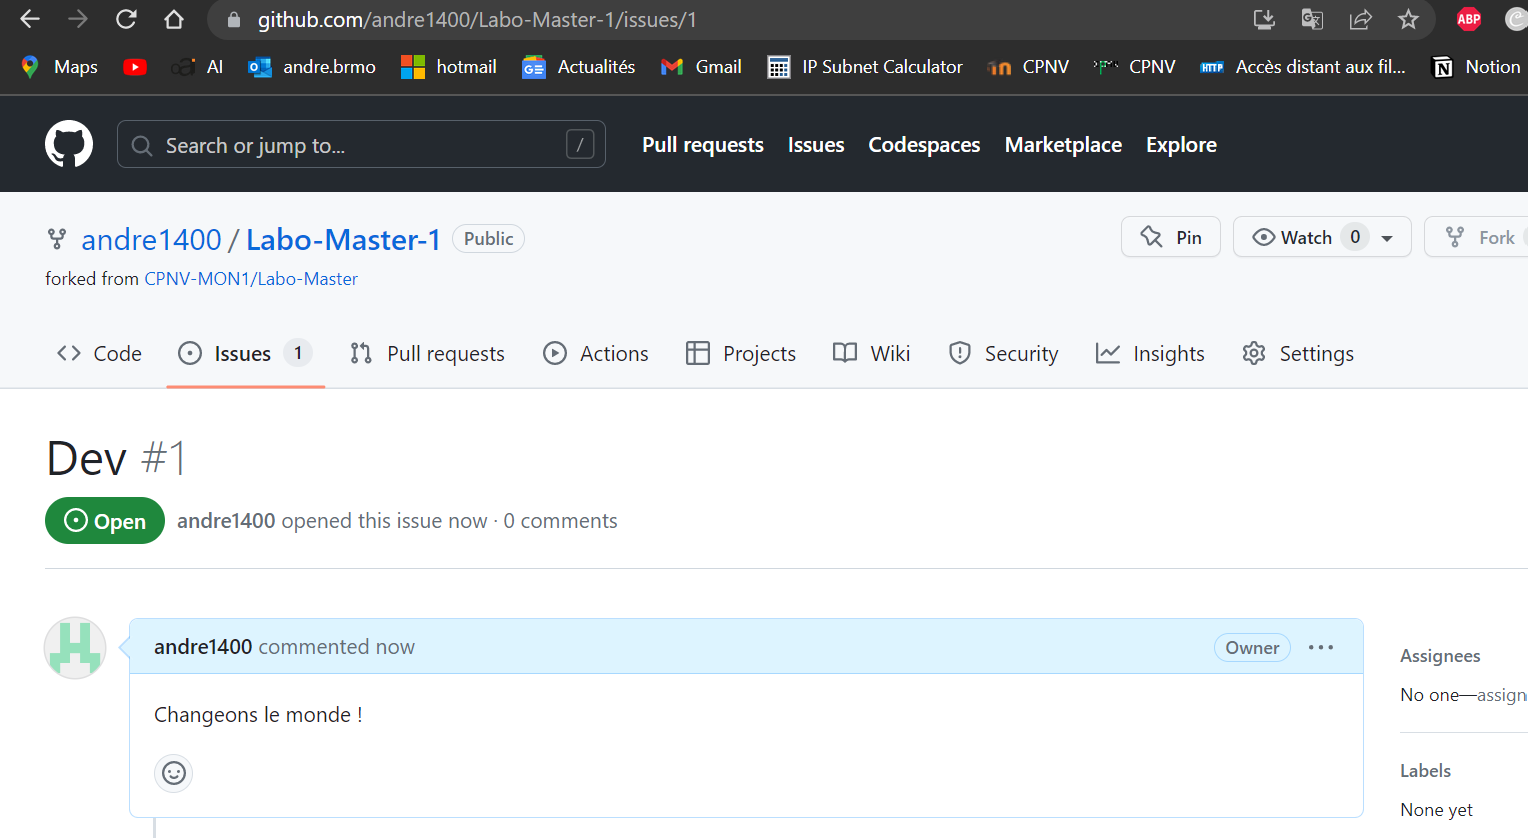 github.com/andre1400/Labo-Master-1/issues/1
ABP
Maps AI andre.brmo hotmail Actualités Gmail IP Subnet Calculator CPNV CPNV HTTP Accès distant aux fil... Notion
Search or jump to... / Pull requests Issues Codespaces Marketplace Explore
andre1400 / Labo-Master-1 Public Pin Watch 0 Fork
forked from CPNV-MON1/Labo-Master
Code Issues 1 Pull requests Actions Projects Wiki Security Insights Settings
Dev #1
Open andre1400 opened this issue now · 0 comments
andre1400 commented now Owner ...
Changeons le monde !
Assignees
No one—assign
Labels
None yet